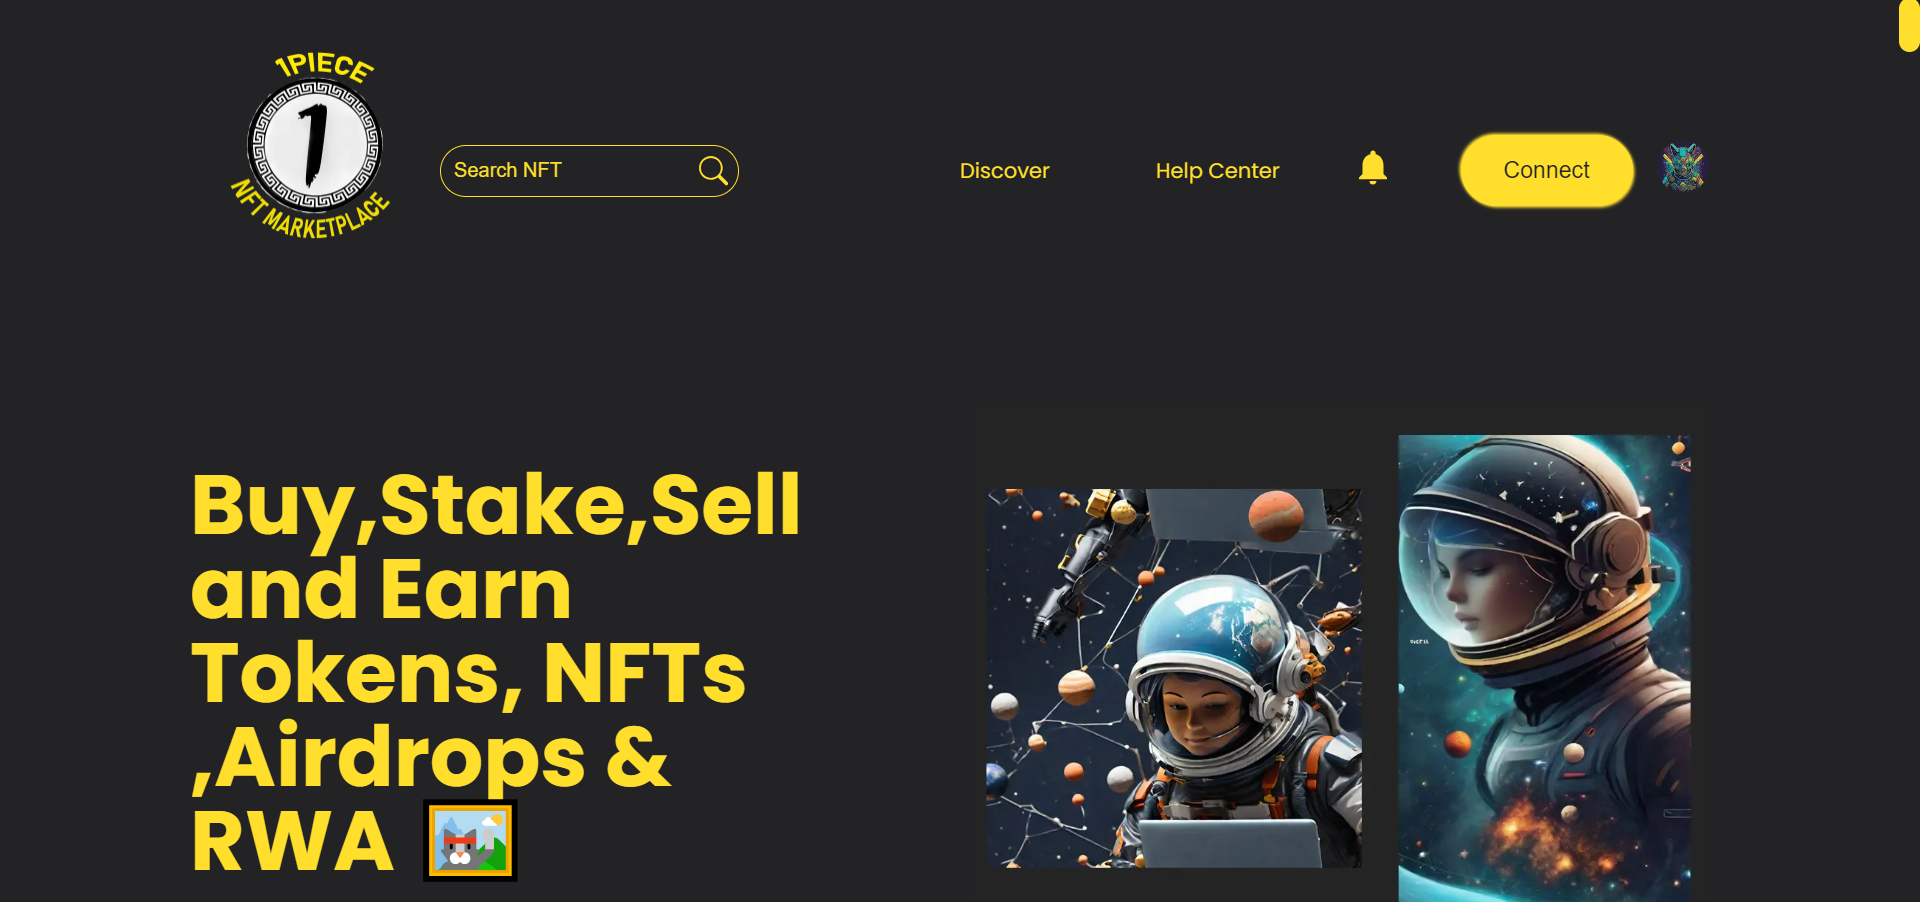 1PIECE
1
NFT MARKETPLACE
Search NFT
Discover
Help Center
Connect
Buy,Stake,Sell
and Earn
Tokens, NFTs
,Airdrops &
RWA